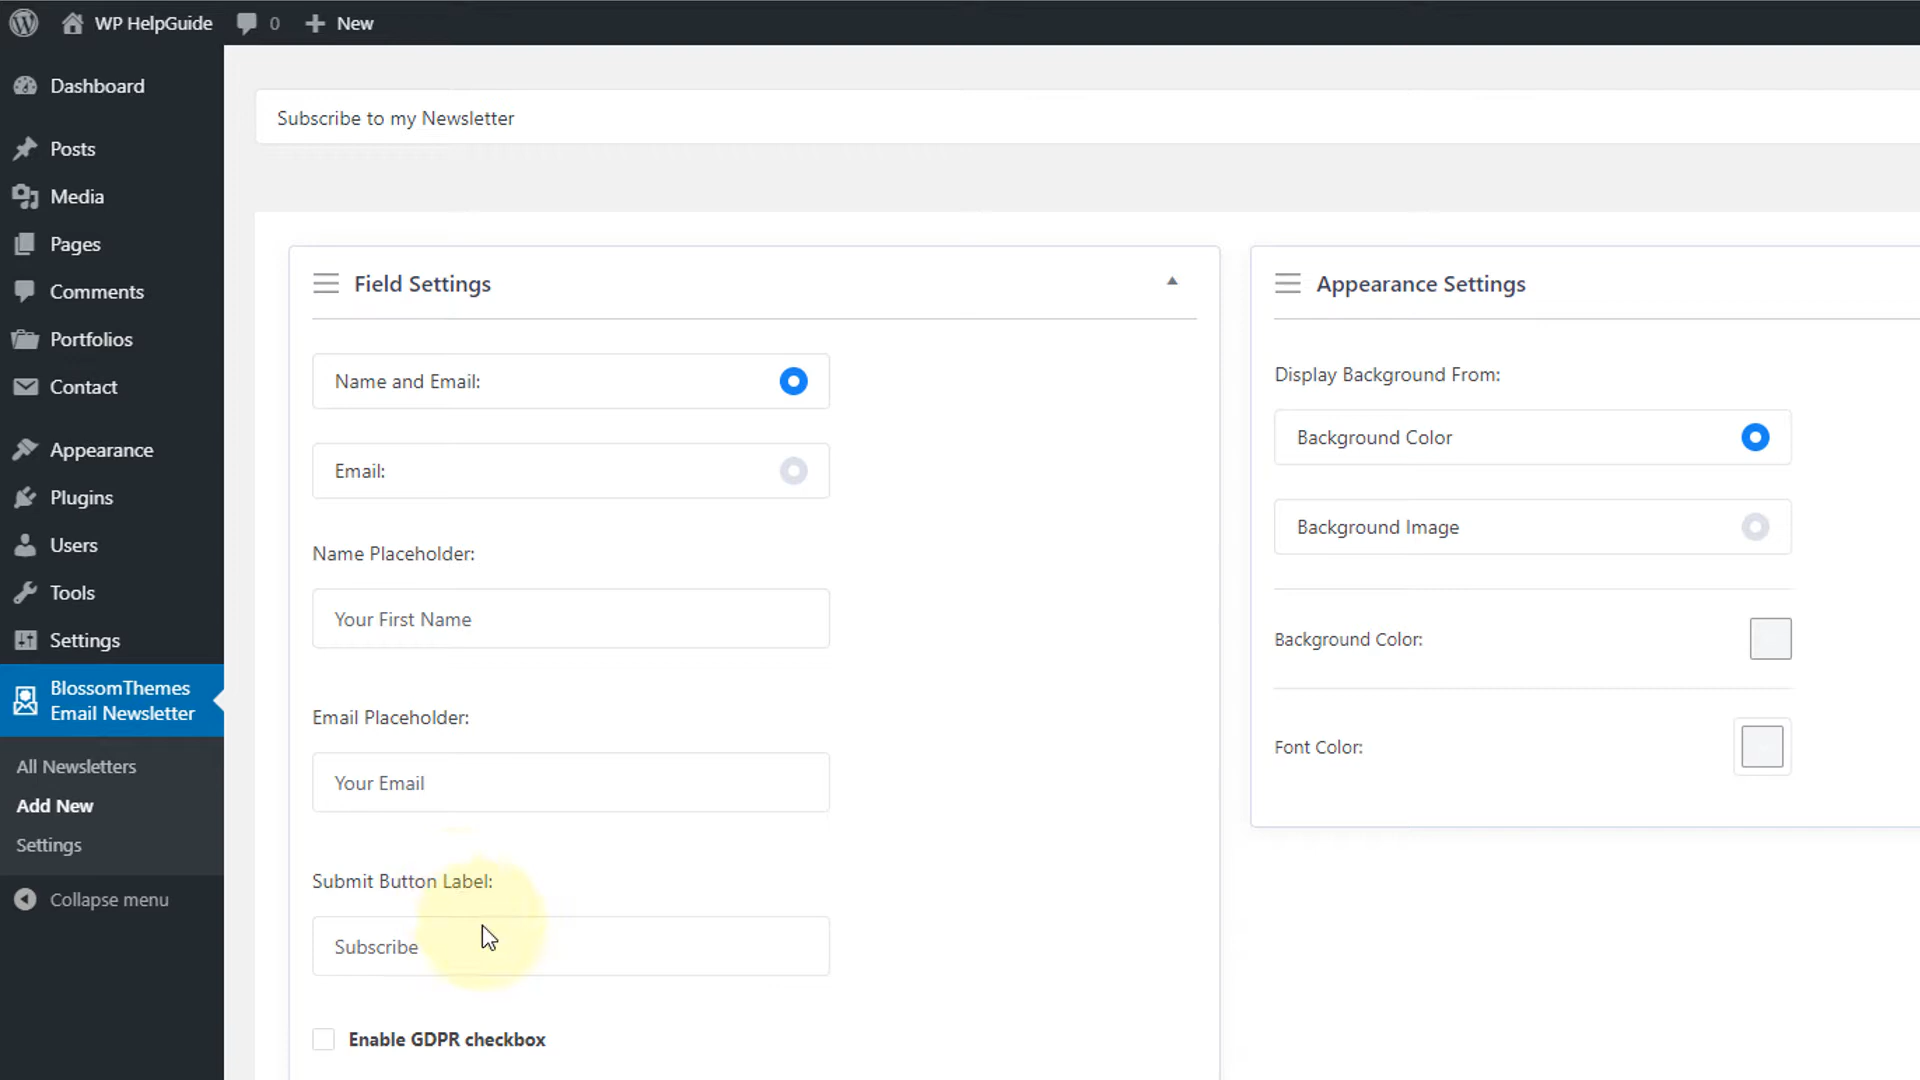 WP HelpGuide
0
New
Dashboard
Posts
Media
Pages
Comments
Portfolios
Contact
Appearance
Plugins
Users
Tools
Settings
BlossomThemes
Email Newsletter
All Newsletters
Add New
Settings
Collapse menu
Subscribe to my Newsletter
Field Settings
Name and Email:
Email:
Name Placeholder:
Your First Name
Email Placeholder:
Your Email
Submit Button Label:
Subscribe
Enable GDPR checkbox
Appearance Settings
Display Background From:
Background Color
Background Image
Background Color:
Font Color: